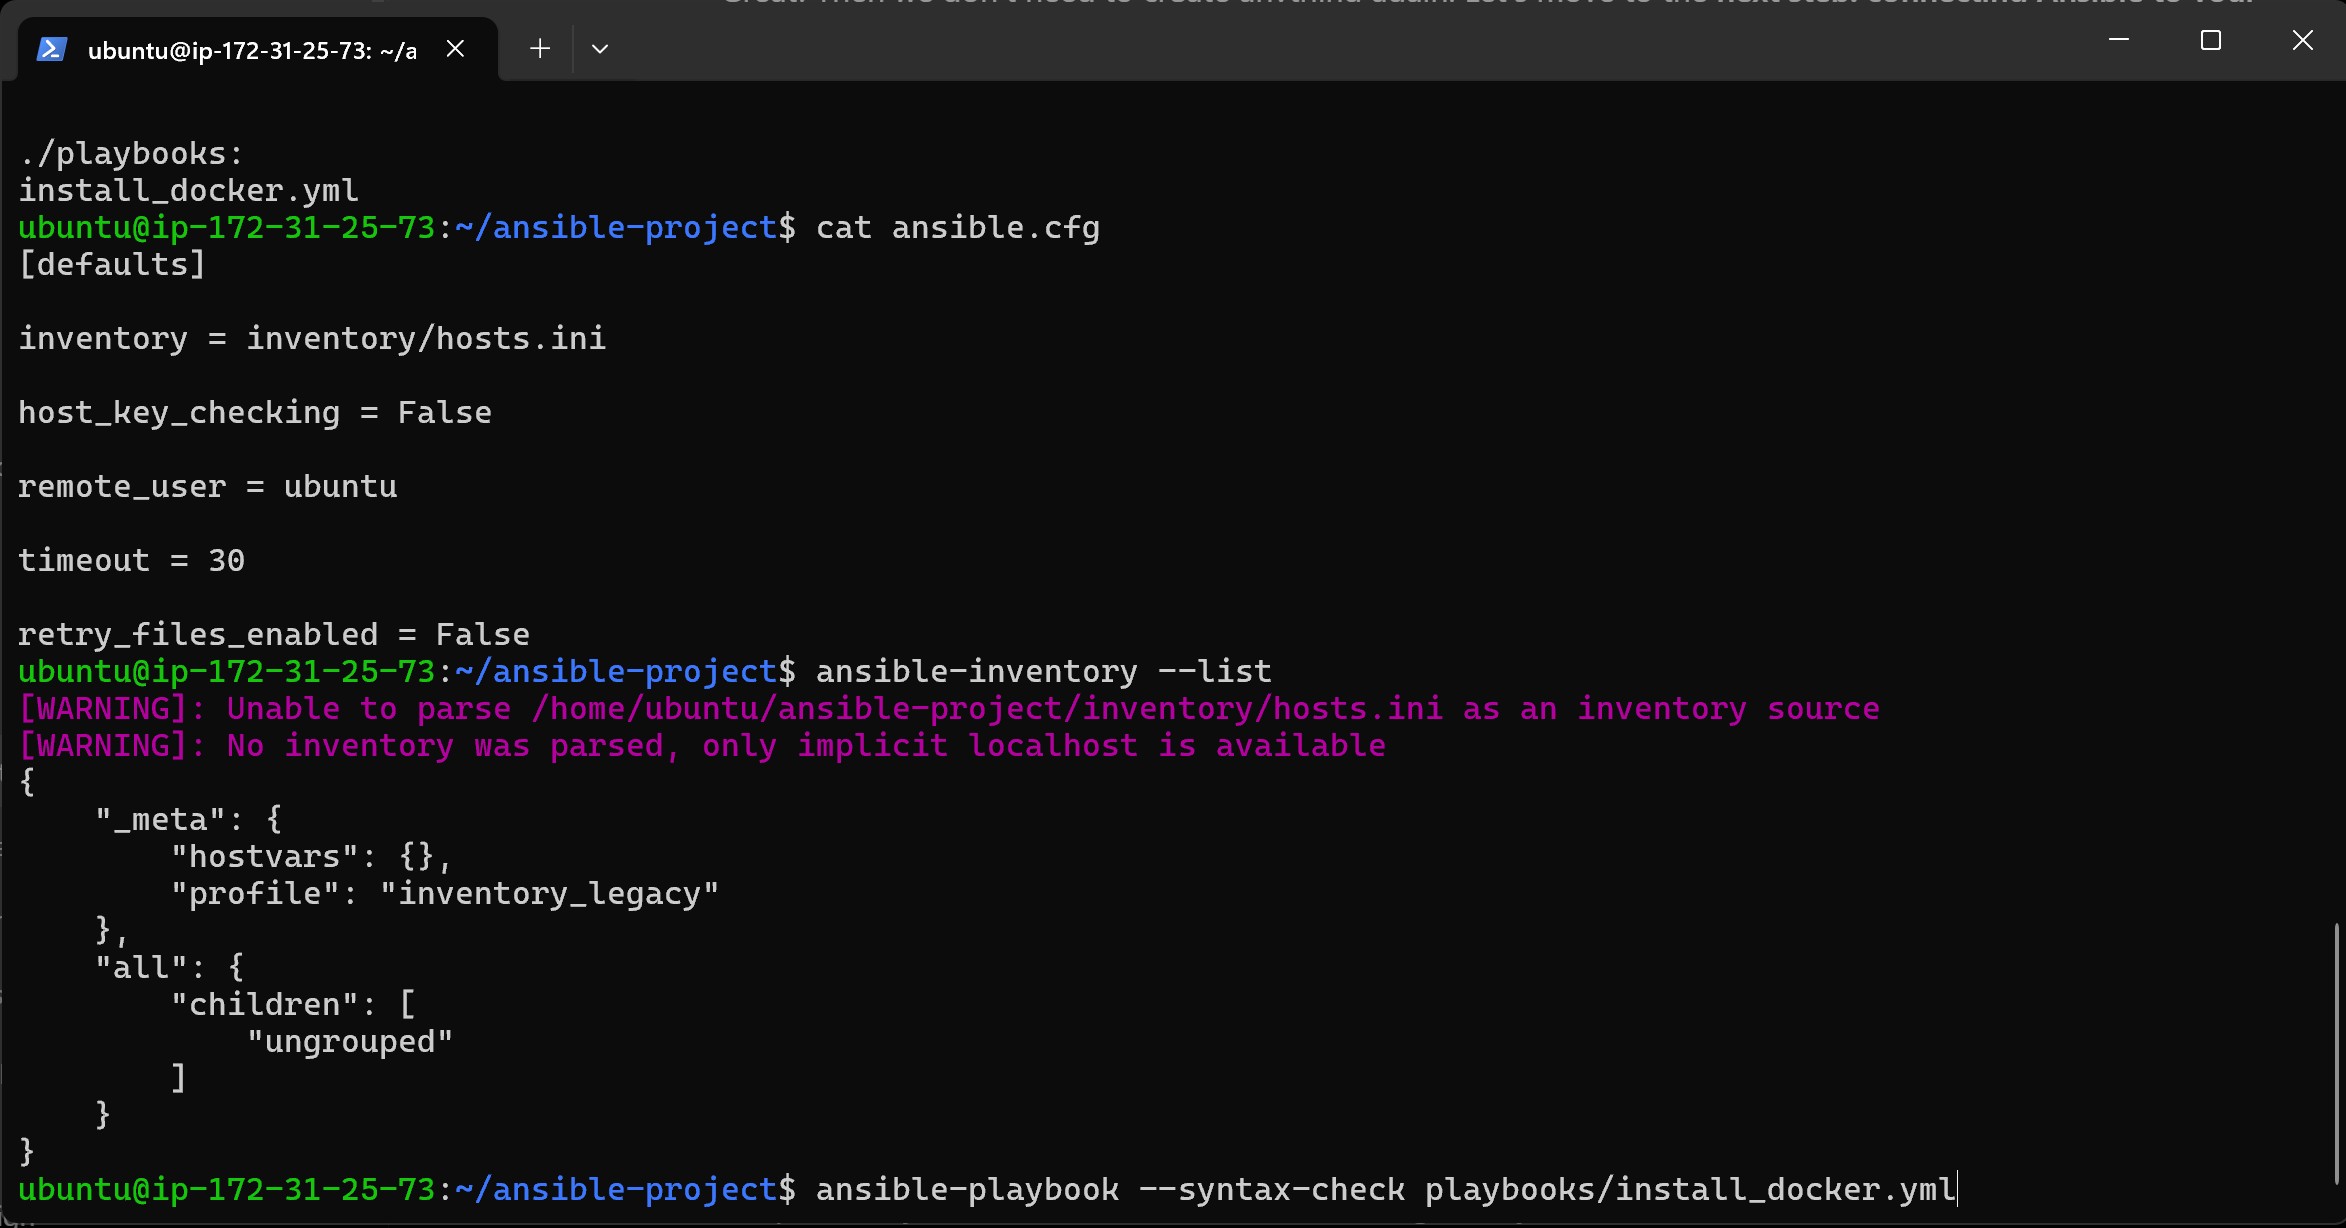 ubuntu@ip-172-31-25-73: ~/a
./playbooks:
install_docker.yml
ubuntu@ip-172-31-25-73:~/ansible-project$ cat ansible.cfg
[defaults]
inventory = inventory/hosts.ini
host_key_checking = False
remote_user = ubuntu
timeout = 30
retry_files_enabled = False
ubuntu@ip-172-31-25-73:~/ansible-project$ ansible-inventory --list
[WARNING]: Unable to parse /home/ubuntu/ansible-project/inventory/hosts.ini as an inventory source
[WARNING]: No inventory was parsed, only implicit localhost is available
{
    "_meta": {
        "hostvars": {},
        "profile": "inventory_legacy"
    },
    "all": {
        "children": [
            "ungrouped"
        ]
    }
}
ubuntu@ip-172-31-25-73:~/ansible-project$ ansible-playbook --syntax-check playbooks/install_docker.yml